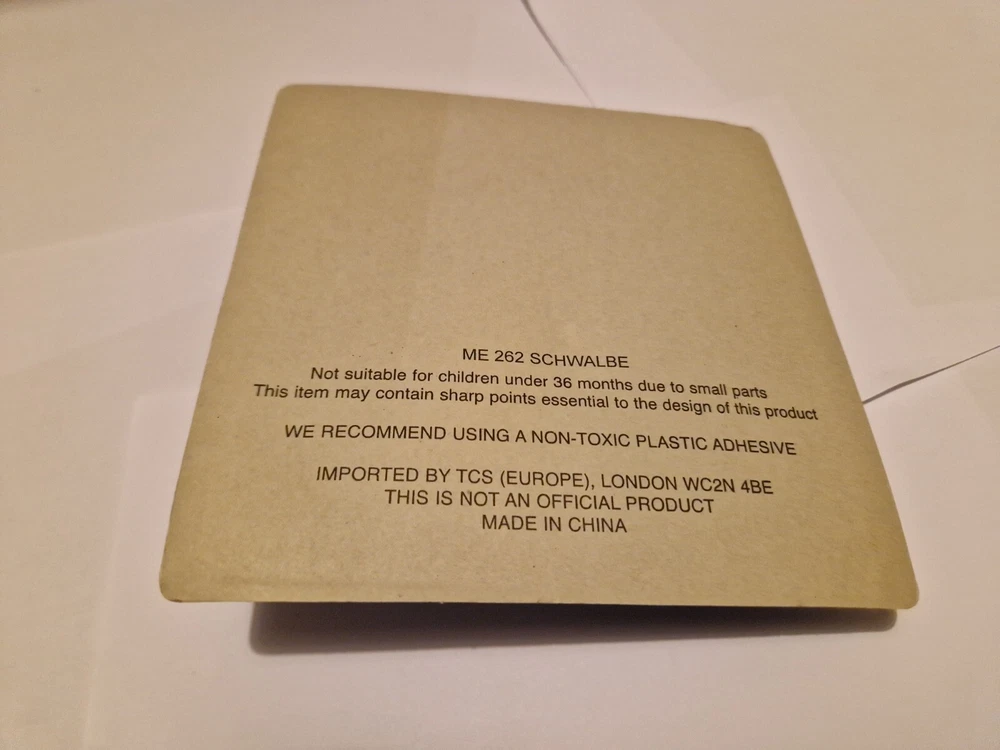 ME 262 SCHWALBE
Not suitable for children under 36 months due to small parts
This item may contain sharp points essential to the design of this product
WE RECOMMEND USING A NON-TOXIC PLASTIC ADHESIVE
IMPORTED BY TCS (EUROPE), LONDON WC2N 4BE
THIS IS NOT AN OFFICIAL PRODUCT
MADE IN CHINA